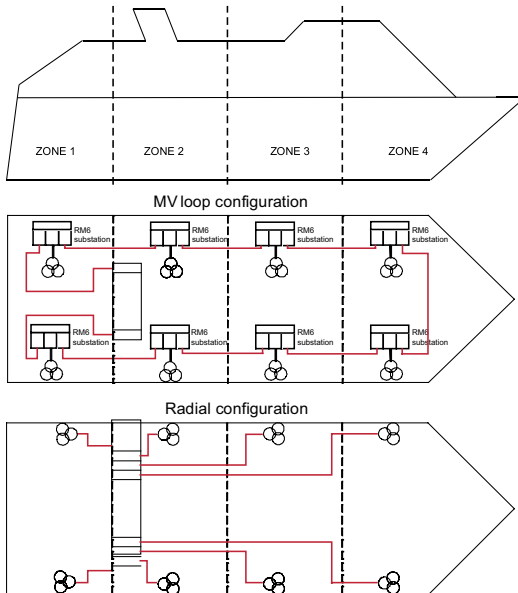 ZONE 1
ZONE 2
ZONE 3
ZONE 4
MV loop configuration
RM6
substation
RM6
substation
RM6
substation
RM6
substation
RM6
substation
RM6
substation
RM6
substation
RM6
substation
Radial configuration